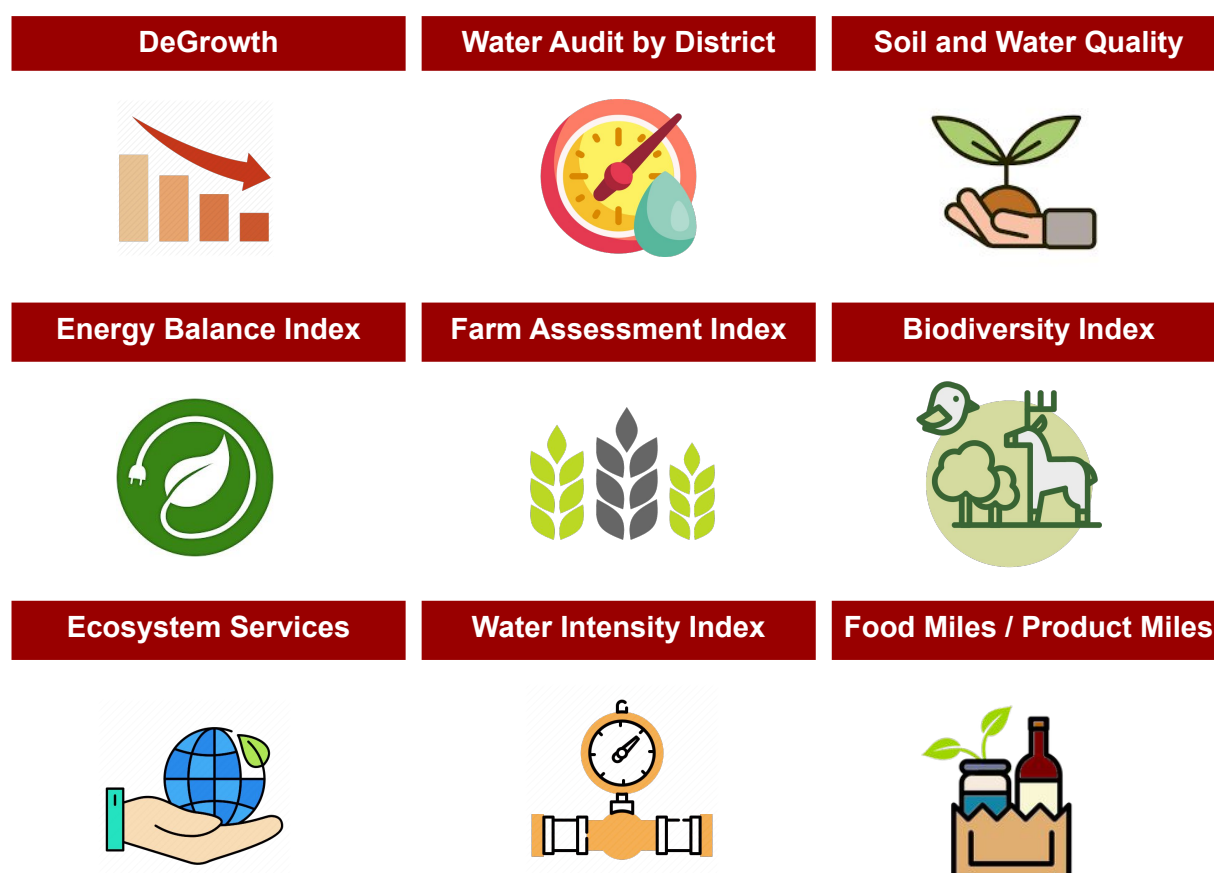 DeGrowth
Water Audit by District
Soil and Water Quality
Energy Balance Index
Farm Assessment Index
Biodiversity Index
Ecosystem Services
Water Intensity Index
Food Miles / Product Miles